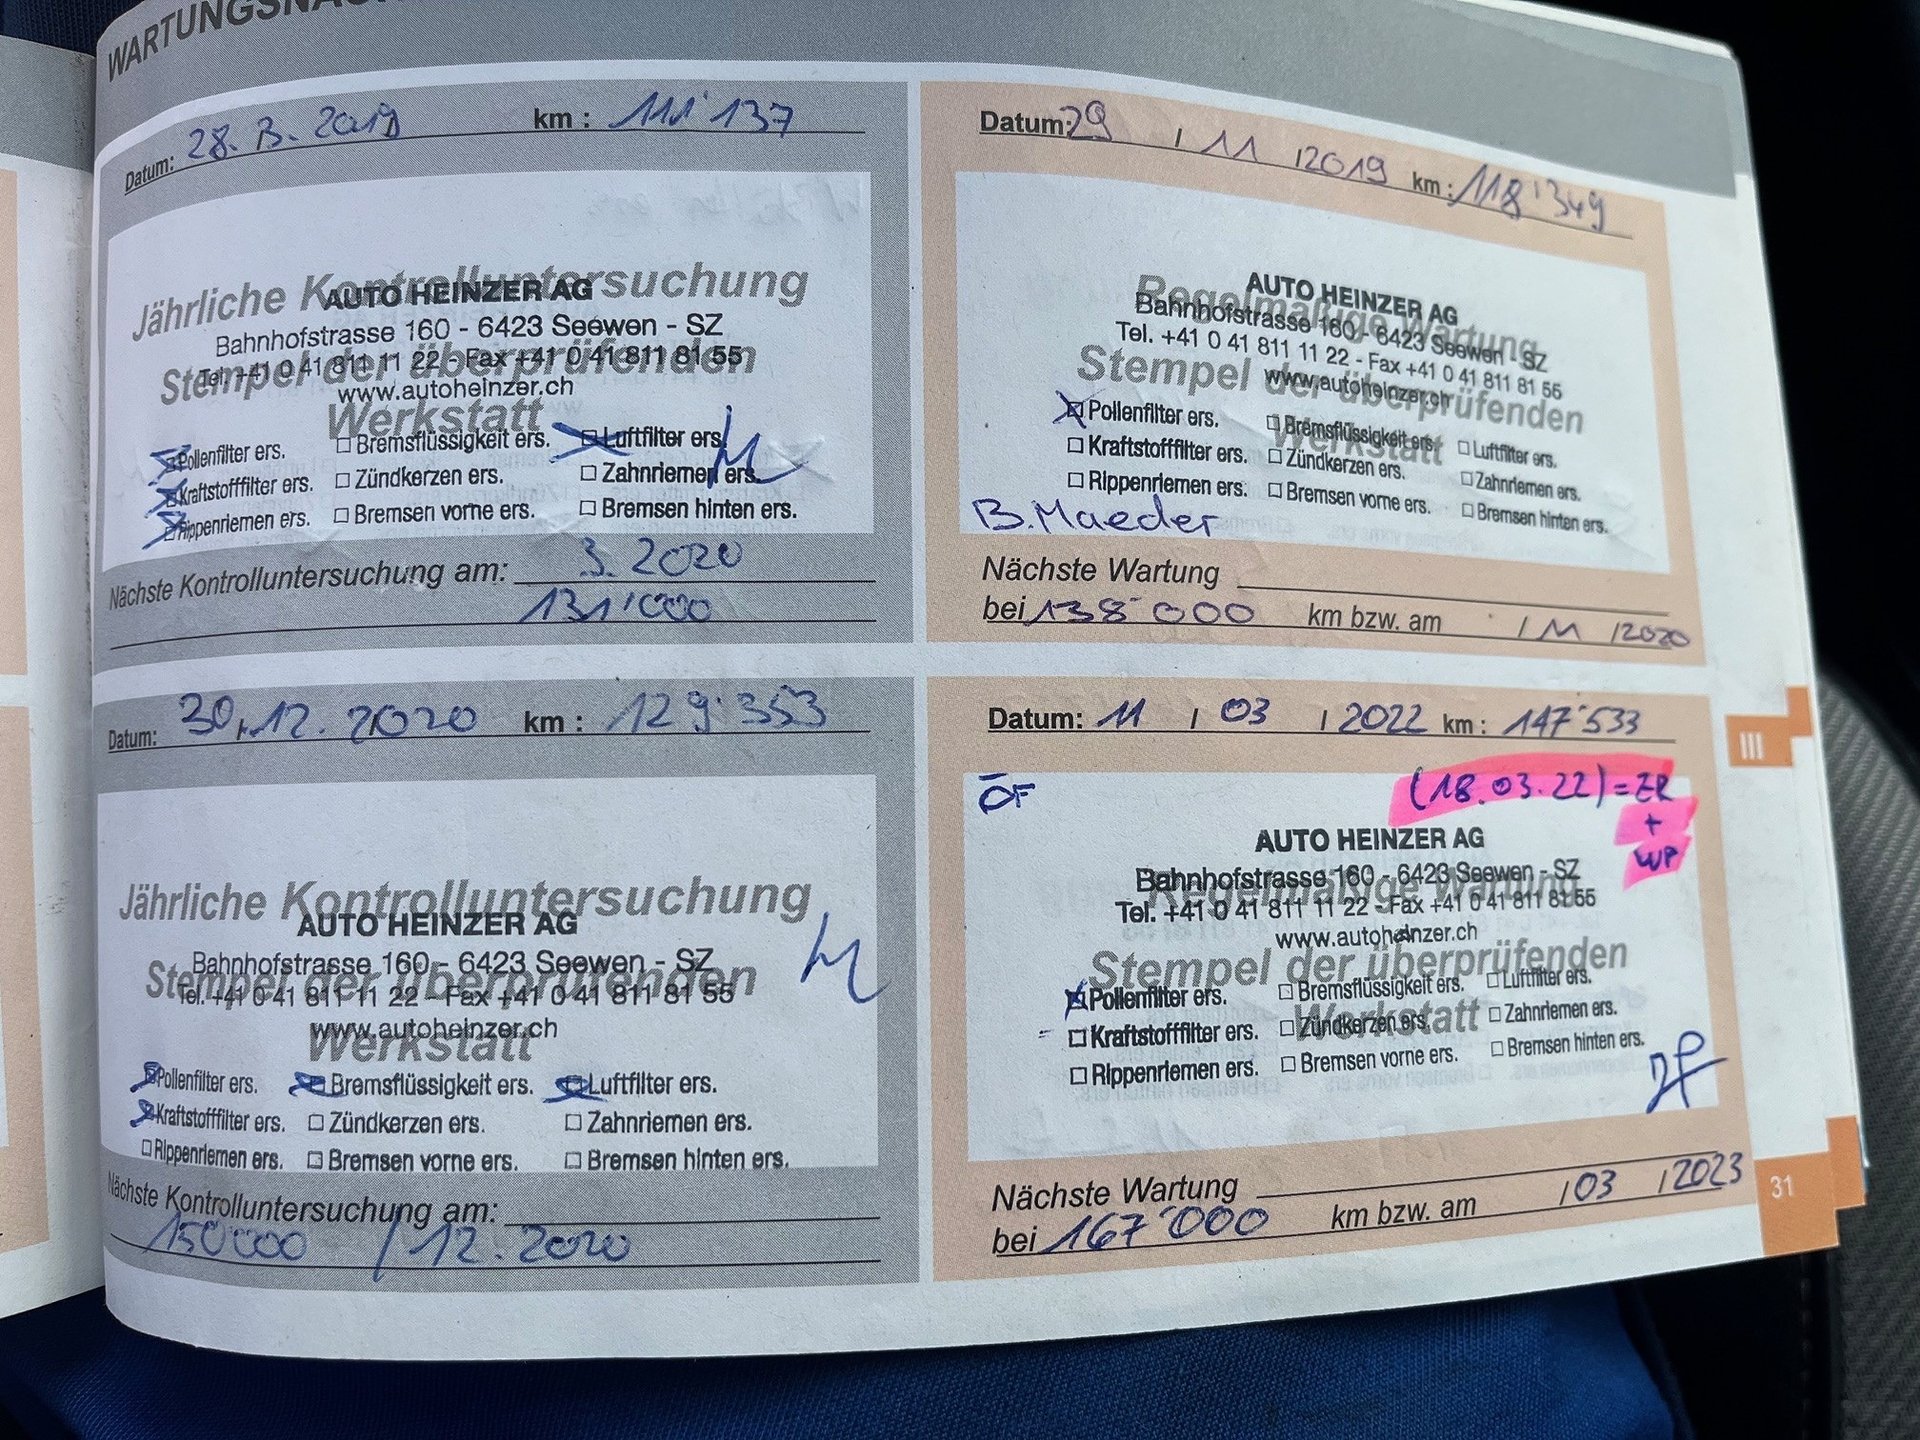 WARTUNGSNA
Datum: 28. 3. 2019 km : 111'137
Jährliche Kontrolluntersuchung
AUTO HEINZER AG
Bahnhofstrasse 160 - 6423 Seewen - SZ
Stempel der überprüfenden
Tel. +41 0 41 811 11 22 - Fax +41 0 41 811 81 55
www.autoheinzer.ch
Werkstatt
Pollenfilter ers. Bremsflüssigkeit ers. Luftfilter ers.
Kraftstofffilter ers. Zündkerzen ers. Zahnriemen ers.
Rippenriemen ers. Bremsen vorne ers. Bremsen hinten ers.
Nächste Kontrolluntersuchung am: 3. 2020
131'000
Datum: 29 / 11 / 2019 km : 118'349
AUTO HEINZER AG
Regelmäßige Wartung
Bahnhofstrasse 160 - 6423 Seewen - SZ
Tel. +41 0 41 811 11 22 - Fax +41 0 41 811 81 55
Stempel der überprüfenden
www.autoheinzer.ch
Werkstatt
Pollenfilter ers. Bremsflüssigkeit ers. Luftfilter ers.
Kraftstofffilter ers. Zündkerzen ers. Zahnriemen ers.
Rippenriemen ers. Bremsen vorne ers. Bremsen hinten ers.
B. Maeder
Nächste Wartung
bei 138'000 km bzw. am / 11 / 2020
Datum: 30. 12. 2020 km : 129'353
Jährliche Kontrolluntersuchung
AUTO HEINZER AG
Bahnhofstrasse 160 - 6423 Seewen - SZ
Stempel der überprüfenden
Tel. +41 0 41 811 11 22 - Fax +41 0 41 811 81 55
www.autoheinzer.ch
Werkstatt
Pollenfilter ers. Bremsflüssigkeit ers. Luftfilter ers.
Kraftstofffilter ers. Zündkerzen ers. Zahnriemen ers.
Rippenriemen ers. Bremsen vorne ers. Bremsen hinten ers.
Nächste Kontrolluntersuchung am:
150000 / 12. 2020
Datum: 11 / 03 / 2022 km : 147'533
ÖF (18.03.22) = ZR
+
WP
AUTO HEINZER AG
Bahnhofstrasse 160 - 6423 Seewen - SZ
Regelmäßige Wartung
Tel. +41 0 41 811 11 22 - Fax +41 0 41 811 81 55
www.autoheinzer.ch
Stempel der überprüfenden
Werkstatt
Pollenfilter ers. Bremsflüssigkeit ers. Luftfilter ers.
Kraftstofffilter ers. Zündkerzen ers. Zahnriemen ers.
Rippenriemen ers. Bremsen vorne ers. Bremsen hinten ers.
Nächste Wartung
bei 167'000 km bzw. am / 03 / 2023
III
31